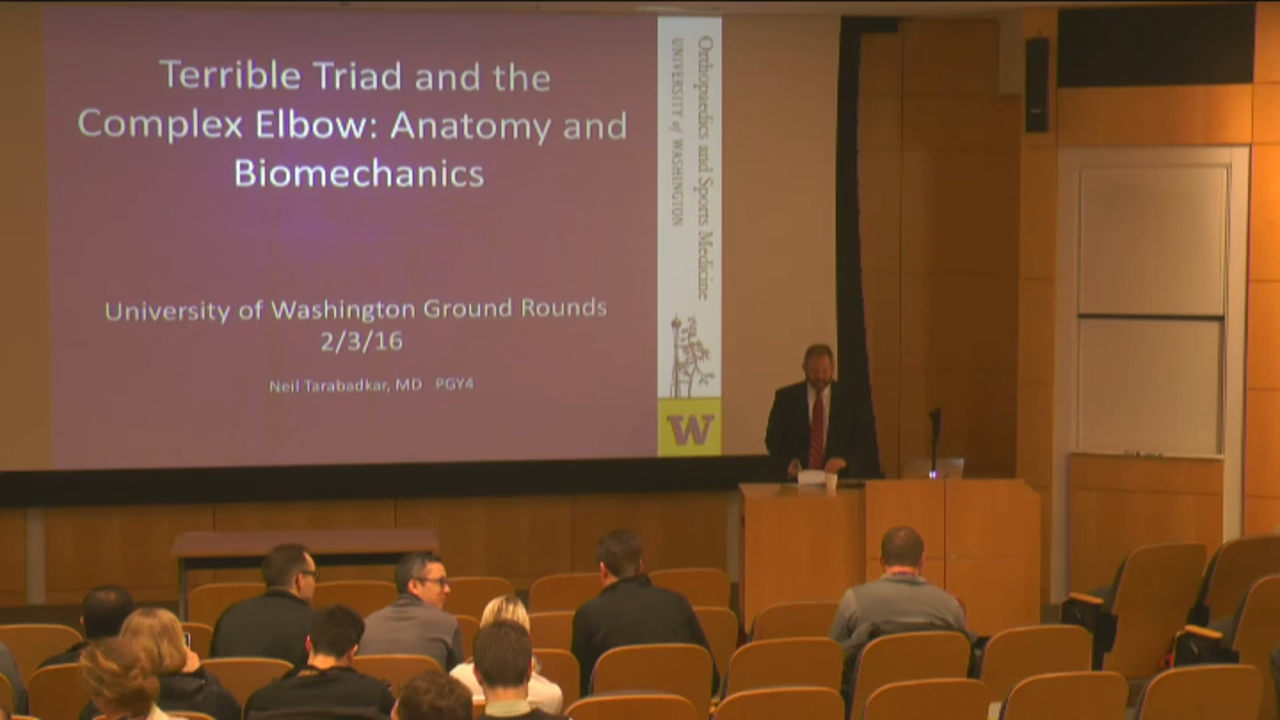 Terrible Triad and the
Complex Elbow: Anatomy and
Biomechanics
University of Washington Ground Rounds
2/3/16
Neil Tarabadkar, MD PGY4
Orthopaedics and Sports Medicine
UNIVERSITY of WASHINGTON
W